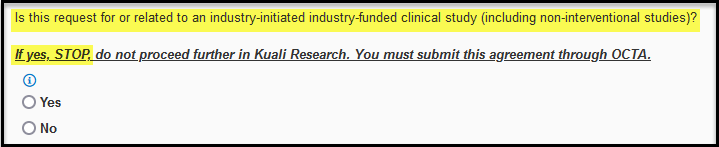 Is this request for or related to an industry-initiated industry-funded clinical study (including non-interventional studies)?
If yes, STOP, do not proceed further in Kuali Research. You must submit this agreement through OCTA.
Yes
No